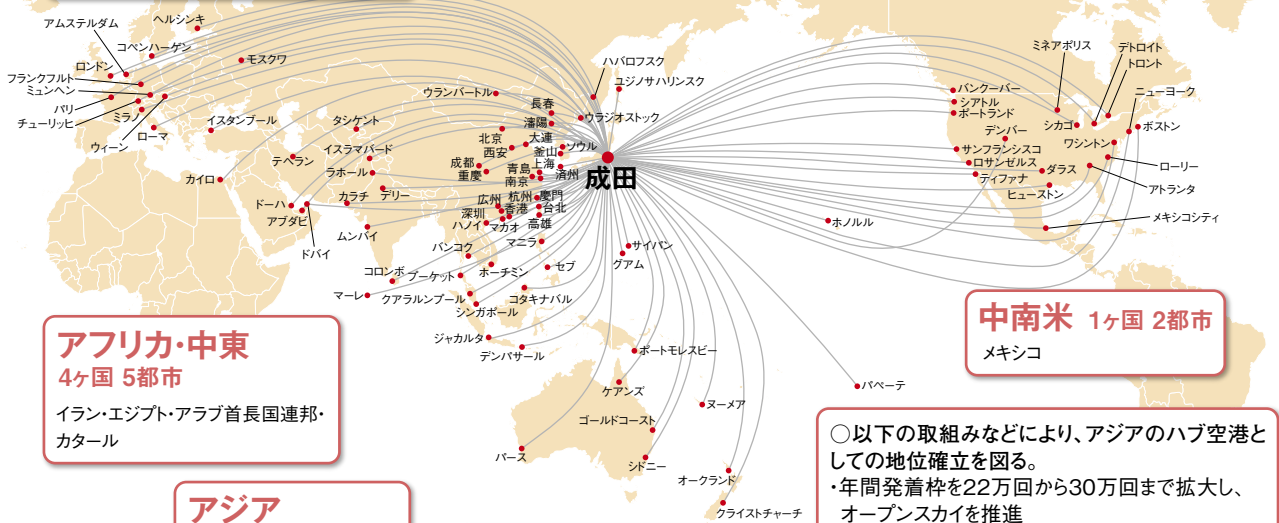 アムステルダム
ヘルシンキ
コペンハーゲン
ロンドン
モスクワ
フランクフルト
ミュンヘン
パリ
チューリッヒ
ミラノ
ローマ
ウィーン
イスタンブール
カイロ
タシケント
テヘラン
イスラマバード
ラホール
カラチ
デリー
ドーハ
アブダビ
ドバイ
ムンバイ
コロンボ
マーレ
ウランバートル
ハバロフスク
ユジノサハリンスク
ウラジオストック
長春
瀋陽
北京
大連
西安
釜山
ソウル
成都
重慶
青島
上海
南京
済州
成田
広州
杭州
慶門
深圳
香港
台北
ハノイ
マカオ
高雄
バンコク
マニラ
プーケット
ホーチミン
セブ
クアラルンプール
コタキナバル
シンガポール
ジャカルタ
デンパサール
サイパン
グアム
ポートモレスビー
ケアンズ
ヌーメア
ゴールドコースト
パース
シドニー
オークランド
クライストチャーチ
パペーテ
ホノルル
バンクーバー
シアトル
ポートランド
デンバー
サンフランシスコ
ロサンゼルス
ティファナ
ダラス
ヒューストン
ミネアポリス
デトロイト
トロント
ニューヨーク
シカゴ
ボストン
ワシントン
ローリー
アトランタ
メキシコシティ
アフリカ・中東
4ヶ国 5都市
イラン・エジプト・アラブ首長国連邦・
カタール
アジア
中南米 1ヶ国 2都市
メキシコ
○以下の取組みなどにより、アジアのハブ空港と
しての地位確立を図る。
・年間発着枠を22万回から30万回まで拡大し、
オープンスカイを推進